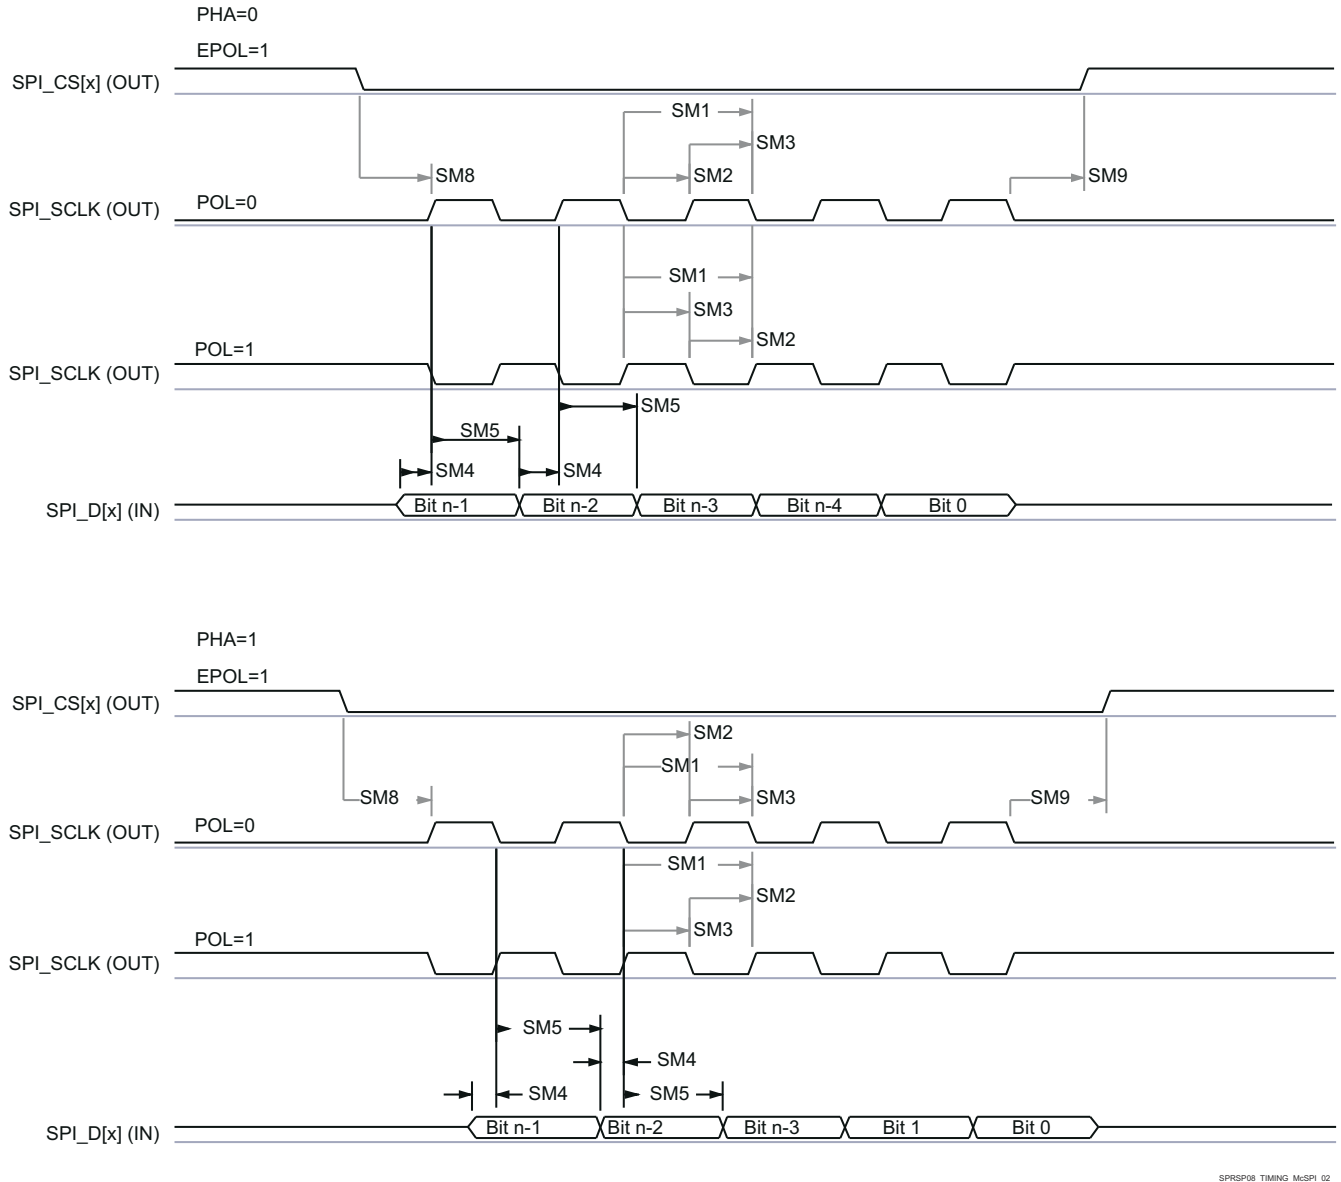 PHA=0
EPOL=1
SPI_CS[x] (OUT)
SM1
SM3
SM8
SM2
SM9
POL=0
SPI_SCLK (OUT)
SM1
SM3
SM2
POL=1
SPI_SCLK (OUT)
SM5
SM5
SM4
SM4
SPI_D[x] (IN)
Bit n-1
Bit n-2
Bit n-3
Bit n-4
Bit 0
PHA=1
EPOL=1
SPI_CS[x] (OUT)
SM2
SM1
SM8
SM3
SM9
POL=0
SPI_SCLK (OUT)
SM1
SM2
SM3
POL=1
SPI_SCLK (OUT)
SM5
SM4
SM4
SM5
SPI_D[x] (IN)
Bit n-1
Bit n-2
Bit n-3
Bit 1
Bit 0
SPRSP08_TIMING_McSPI_02